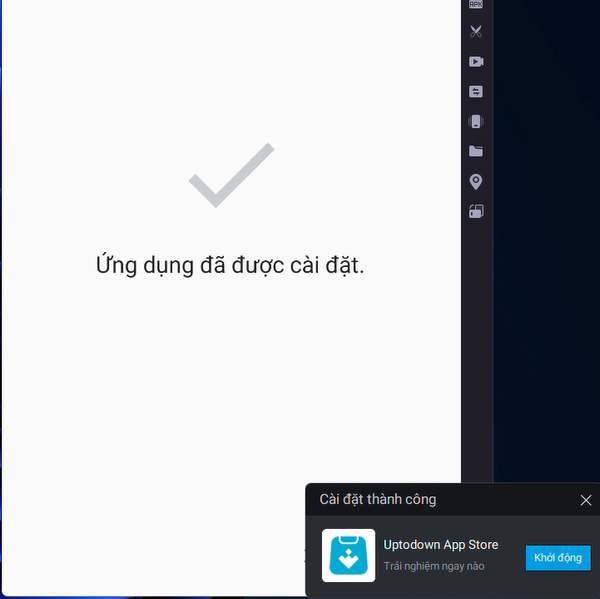 APK
Ứng dụng đã được cài đặt.
Cài đặt thành công
Uptodown App Store
Trải nghiệm ngay nào
Khởi động